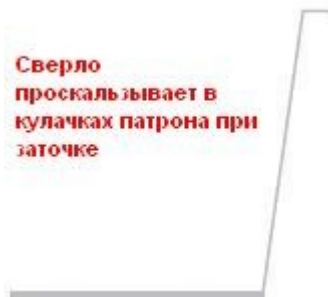 Сверло
проскальзывает в
кулачках патрона при
заточке